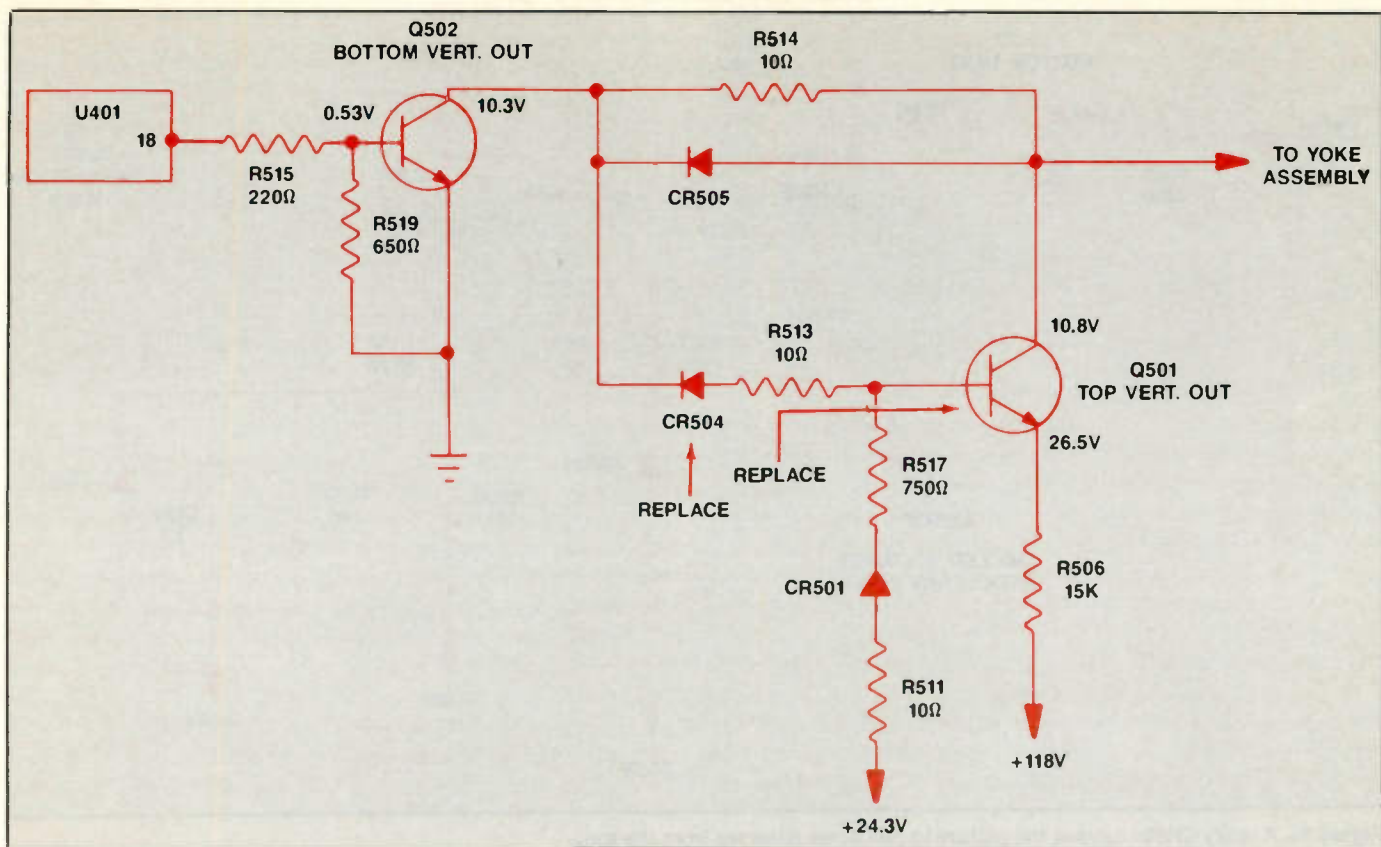 Q502
BOTTOM VERT. OUT
R514
10Ω
U401
18
0.53V
10.3V
R515
220Ω
R519
650Ω
CR505
TO YOKE
ASSEMBLY
R513
10Ω
10.8V
Q501
TOP VERT. OUT
CR504
26.5V
REPLACE
REPLACE
R517
750Ω
CR501
R506
15K
R511
10Ω
+118V
+24.3V